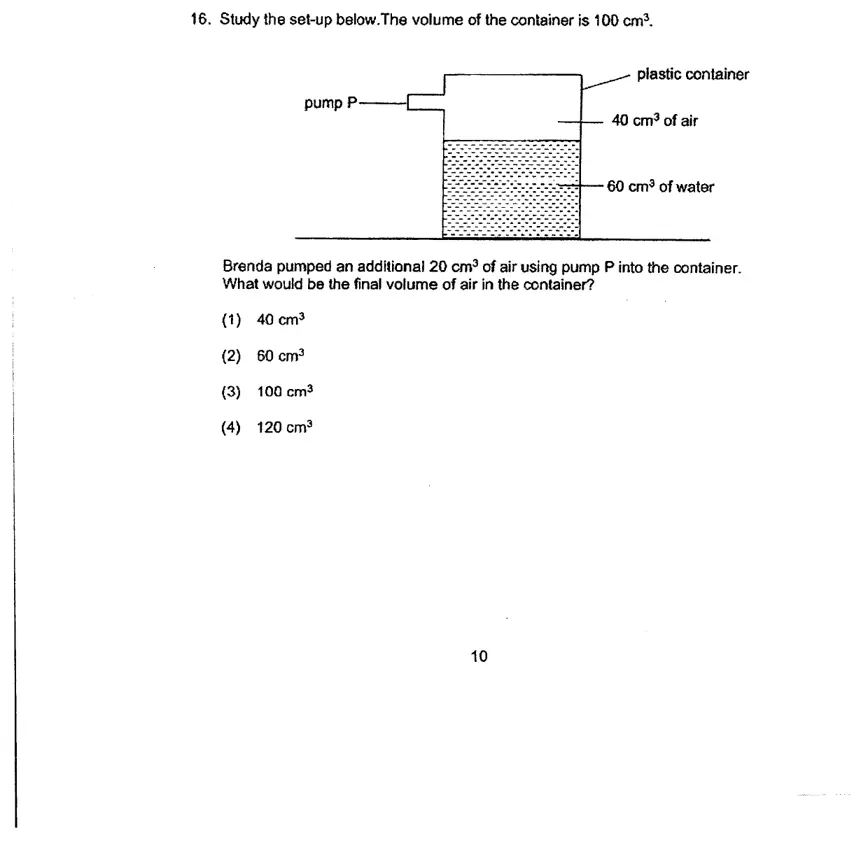 16. Study the set-up below.The volume of the container is 100 cm³.
plastic container
pump P
40 cm³ of air
60 cm³ of water
Brenda pumped an additional 20 cm³ of air using pump P into the container.
What would be the final volume of air in the container?
(1) 40 cm³
(2) 60 cm³
(3) 100 cm³
(4) 120 cm³
10